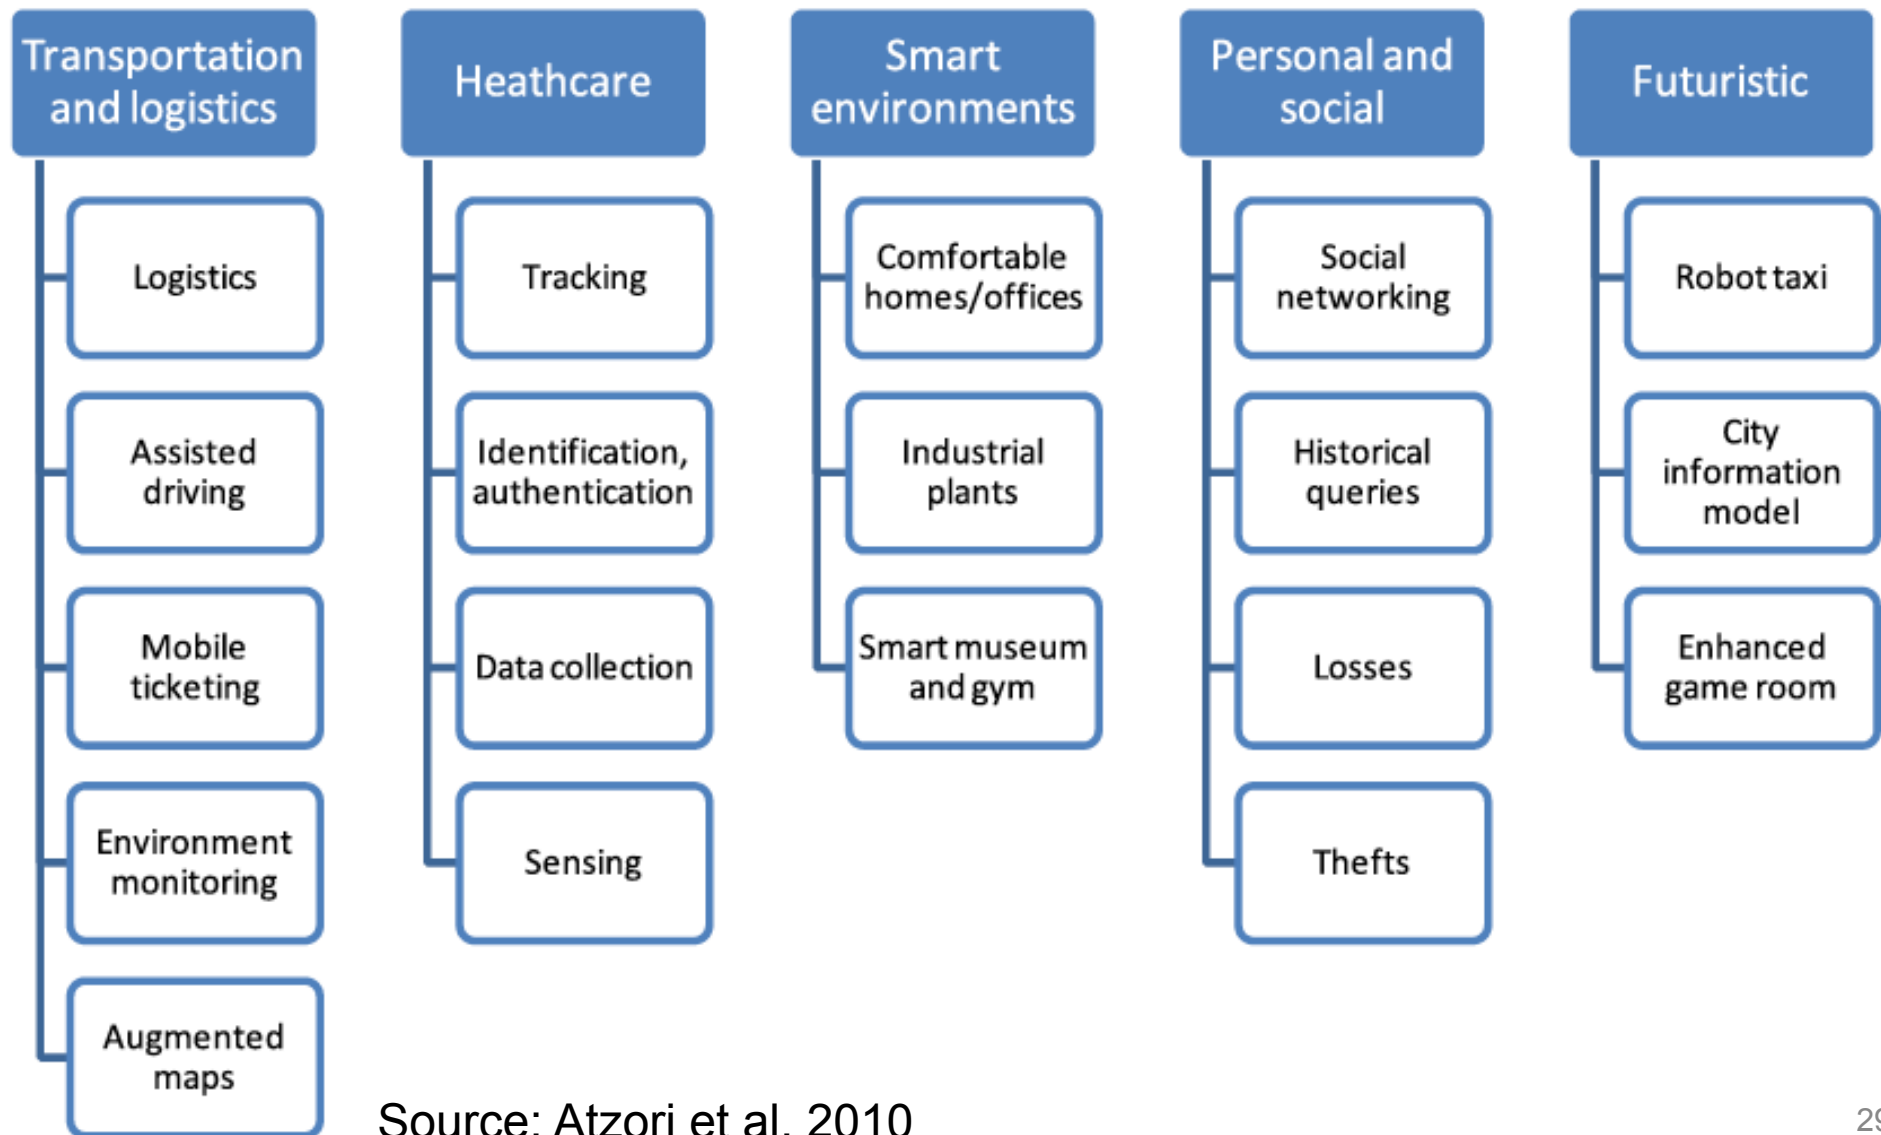 Transportation
and logistics
Logistics
Assisted
driving
Mobile
ticketing
Environment
monitoring
Augmented
maps
Heathcare
Tracking
Identification,
authentication
Data collection
Sensing
Smart
environments
Comfortable
homes/offices
Industrial
plants
Smart museum
and gym
Personal and
social
Social
networking
Historical
queries
Losses
Thefts
Futuristic
Robot taxi
City
information
model
Enhanced
game room
Source: Atzori et al. 2010
29